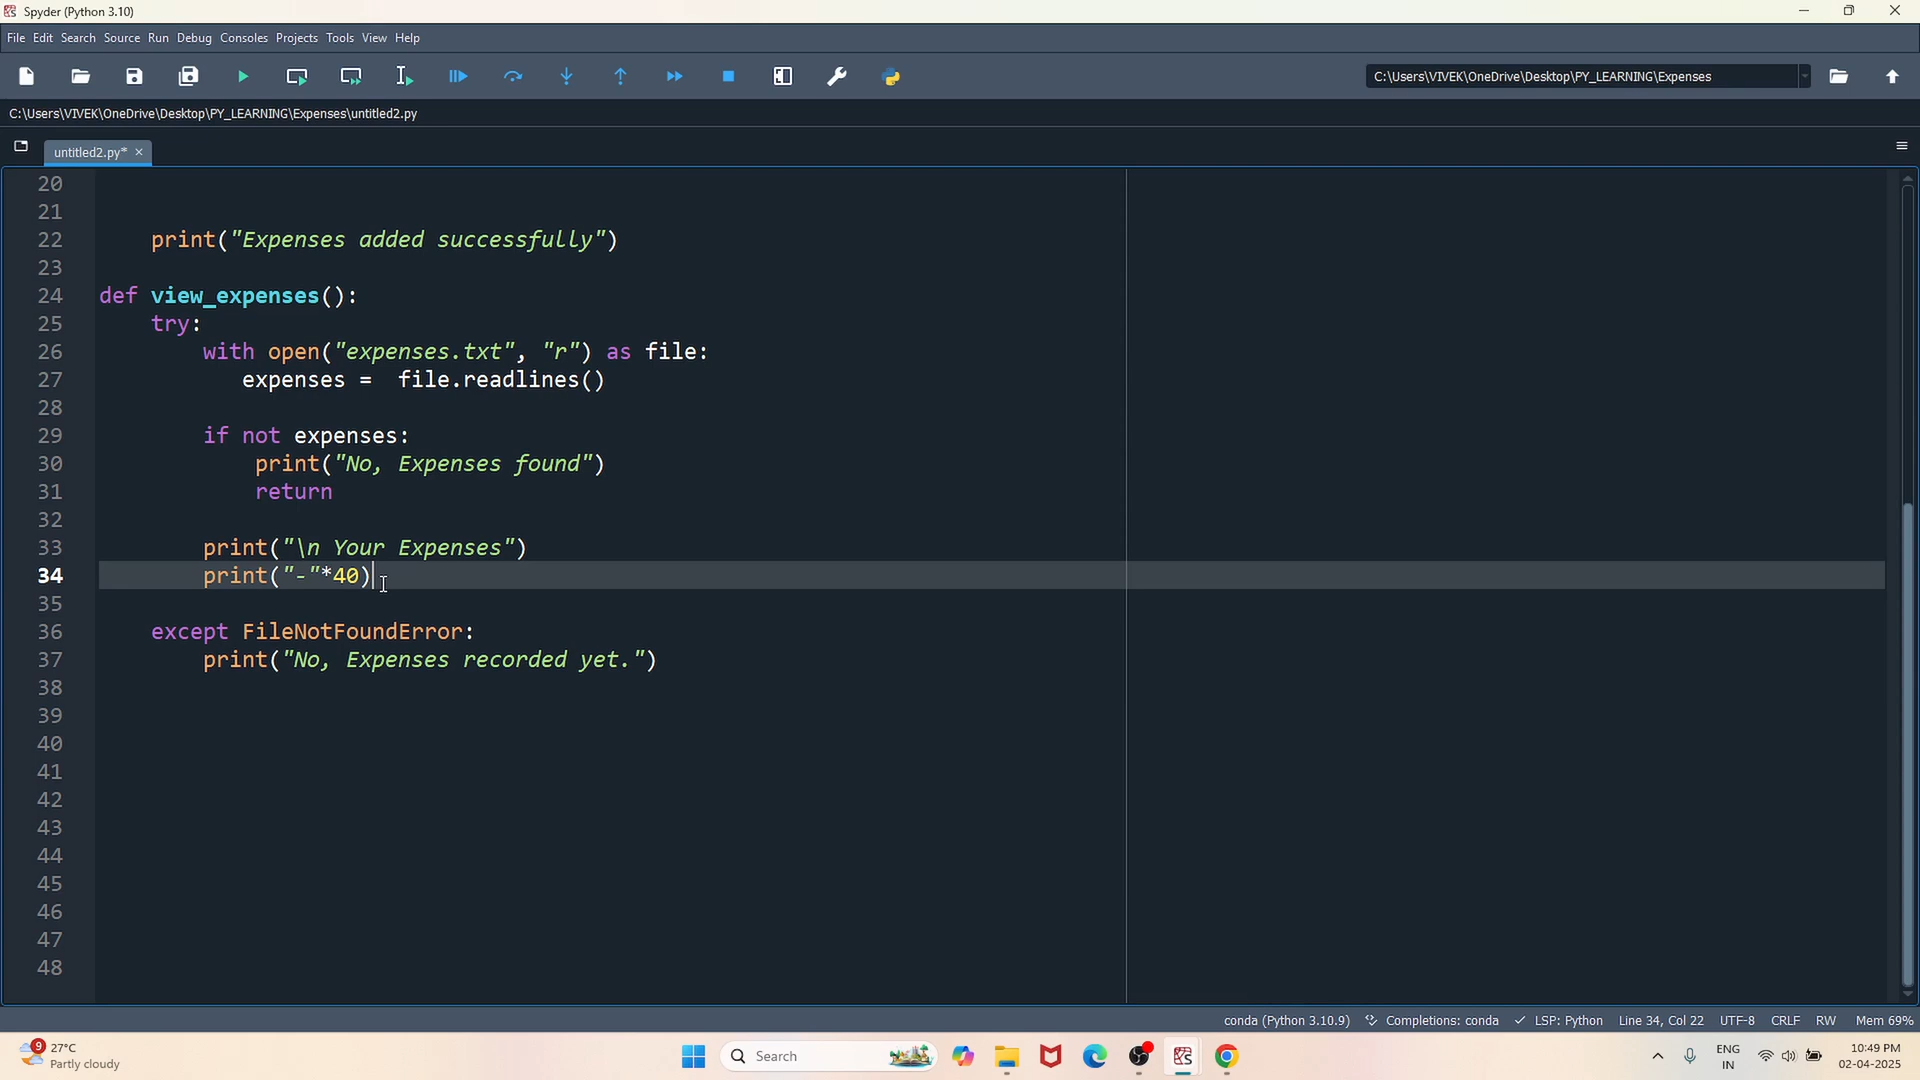 Spyder (Python 3.10)
File Edit Search Source Run Debug Consoles Projects Tools View Help
C:\Users\VIVEK\OneDrive\Desktop\PY_LEARNING\Expenses
C:\Users\VIVEK\OneDrive\Desktop\PY_LEARNING\Expenses\untitled2.py
untitled2.py*
20
21
22     print("Expenses added successfully")
23
24 def view_expenses():
25     try:
26         with open("expenses.txt", "r") as file:
27            expenses =  file.readlines()
28
29         if not expenses:
30             print("No, Expenses found")
31             return
32
33         print("\n Your Expenses")
34         print("-"*40)
35
36     except FileNotFoundError:
37         print("No, Expenses recorded yet.")
38
39
40
41
42
43
44
45
46
47
48
conda (Python 3.10.9) Completions: conda LSP: Python Line 34, Col 22 UTF-8 CRLF RW Mem 69%
9 27°C Search ENG 10:49 PM
Partly cloudy IN 02-04-2025